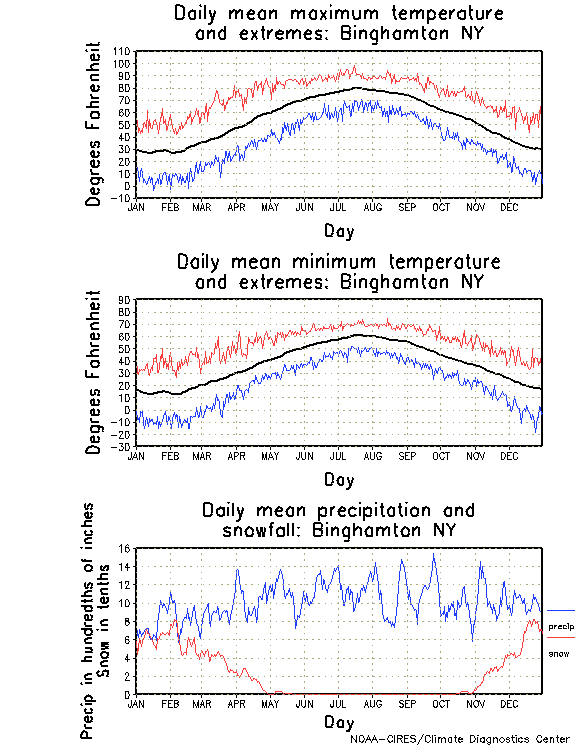 Daily mean maximum temperature
and extremes: Binghamton NY
Degrees Fahrenheit
110
100
90
80
70
60
50
40
30
20
10
0
-10
JAN FEB MAR APR MAY JUN JUL AUG SEP OCT NOV DEC
Day
Daily mean minimum temperature
and extremes: Binghamton NY
Degrees Fahrenheit
90
80
70
60
50
40
30
20
10
0
-10
-20
-30
JAN FEB MAR APR MAY JUN JUL AUG SEP OCT NOV DEC
Day
Daily mean precipitation and
snowfall: Binghamton NY
Precip in hundredths of inches
Snow in tenths
16
14
12
10
8
6
4
2
0
JAN FEB MAR APR MAY JUN JUL AUG SEP OCT NOV DEC
Day
precip
snow
NOAA-CIRES/Climate Diagnostics Center